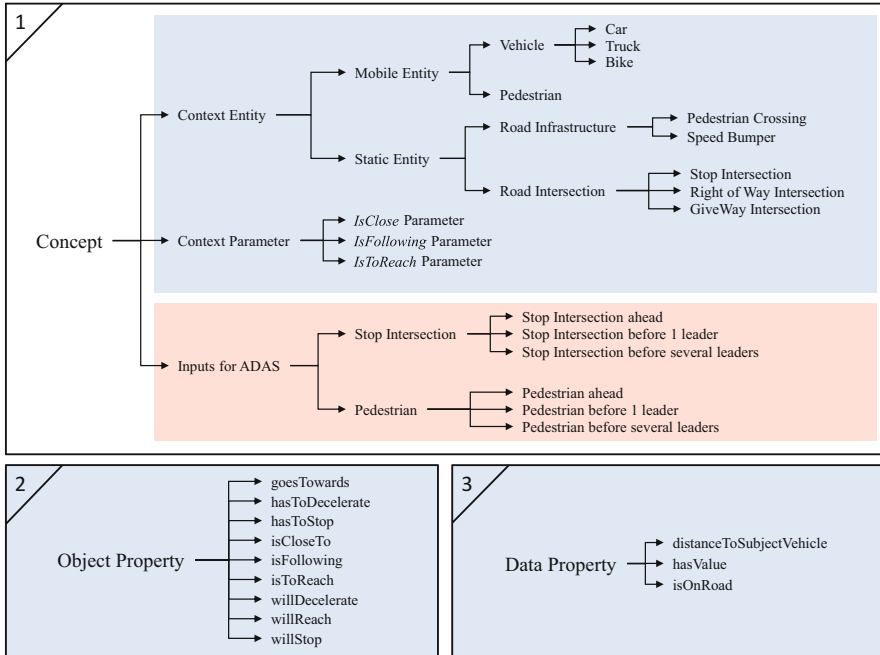 1
Concept
Context Entity
Mobile Entity
Vehicle
Car
Truck
Bike
Pedestrian
Static Entity
Road Infrastructure
Pedestrian Crossing
Speed Bumper
Road Intersection
Stop Intersection
Right of Way Intersection
GiveWay Intersection
Context Parameter
IsClose Parameter
IsFollowing Parameter
IsToReach Parameter
Inputs for ADAS
Stop Intersection
Stop Intersection ahead
Stop Intersection before 1 leader
Stop Intersection before several leaders
Pedestrian
Pedestrian ahead
Pedestrian before 1 leader
Pedestrian before several leaders
2
Object Property
goesTowards
hasToDecelerate
hasToStop
isCloseTo
isFollowing
isToReach
willDecelerate
willReach
willStop
3
Data Property
distanceToSubjectVehicle
hasValue
isOnRoad